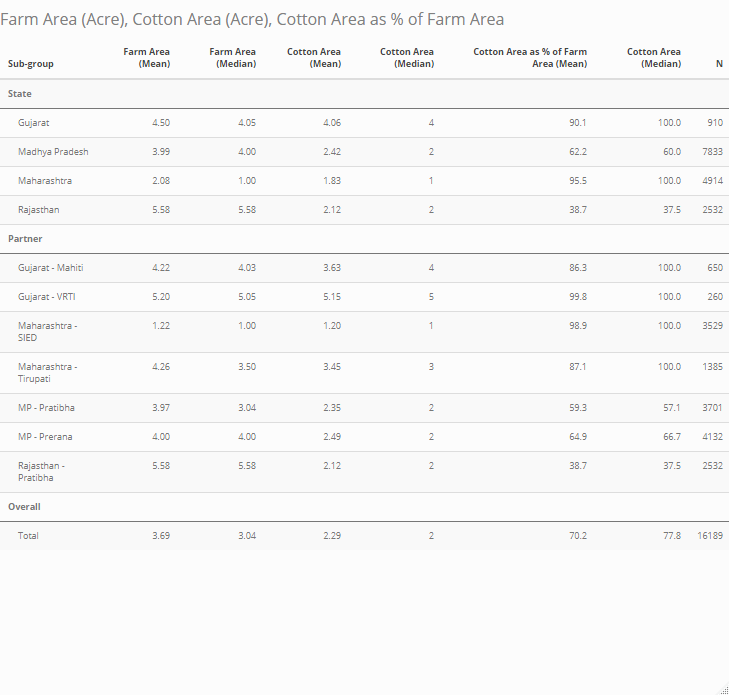 Farm Area (Acre), Cotton Area (Acre), Cotton Area as % of Farm Area
Sub-group Farm Area (Mean) Farm Area (Median) Cotton Area (Mean) Cotton Area (Median) Cotton Area as % of Farm Area (Mean) Cotton Area (Median) N
State
Gujarat 4.50 4.05 4.06 4 90.1 100.0 910
Madhya Pradesh 3.99 4.00 2.42 2 62.2 60.0 7833
Maharashtra 2.08 1.00 1.83 1 95.5 100.0 4914
Rajasthan 5.58 5.58 2.12 2 38.7 37.5 2532
Partner
Gujarat - Mahiti 4.22 4.03 3.63 4 86.3 100.0 650
Gujarat - VRTI 5.20 5.05 5.15 5 99.8 100.0 260
Maharashtra - SIED 1.22 1.00 1.20 1 98.9 100.0 3529
Maharashtra - Tirupati 4.26 3.50 3.45 3 87.1 100.0 1385
MP - Pratibha 3.97 3.04 2.35 2 59.3 57.1 3701
MP - Prerana 4.00 4.00 2.49 2 64.9 66.7 4132
Rajasthan - Pratibha 5.58 5.58 2.12 2 38.7 37.5 2532
Overall
Total 3.69 3.04 2.29 2 70.2 77.8 16189